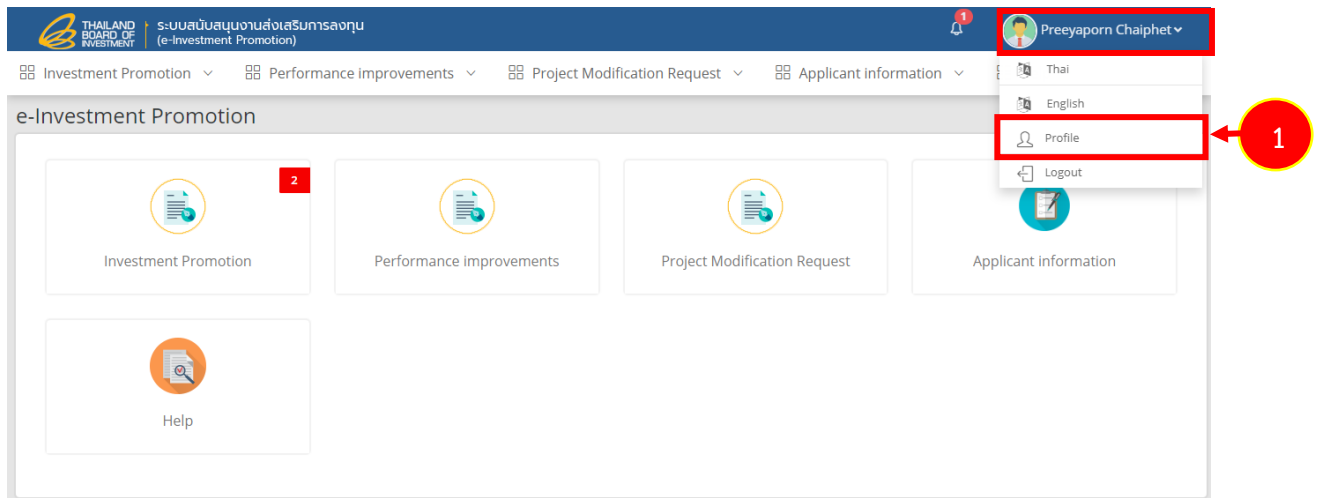 THAILAND
BOARD OF
INVESTMENT
ระบบสนับสนุนงานส่งเสริมการลงทุน
(e-Investment Promotion)
1
Preeyaporn Chaiphet
Investment Promotion
Performance improvements
Project Modification Request
Applicant information
Thai
English
Profile
Logout
1
e-Investment Promotion
2
Investment Promotion
Performance improvements
Project Modification Request
Applicant information
Help